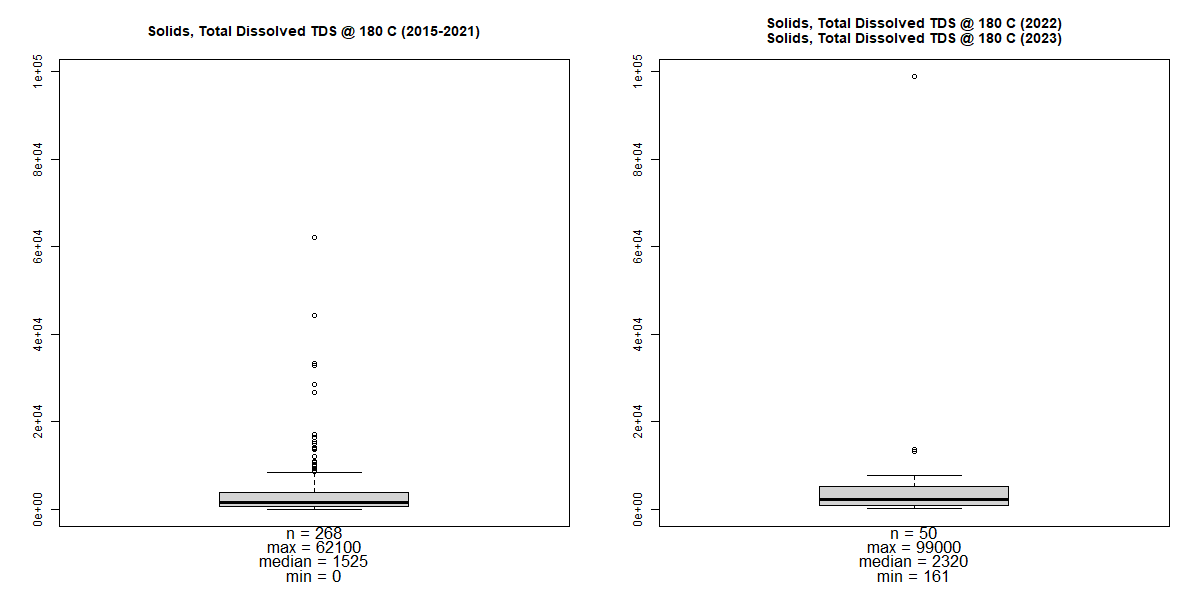 Solids, Total Dissolved TDS @ 180 C (2015-2021)
1e+05
8e+04
6e+04
4e+04
2e+04
0e+00
n = 268
max = 62100
median = 1525
min = 0
Solids, Total Dissolved TDS @ 180 C (2022)
Solids, Total Dissolved TDS @ 180 C (2023)
1e+05
8e+04
6e+04
4e+04
2e+04
0e+00
n = 50
max = 99000
median = 2320
min = 161